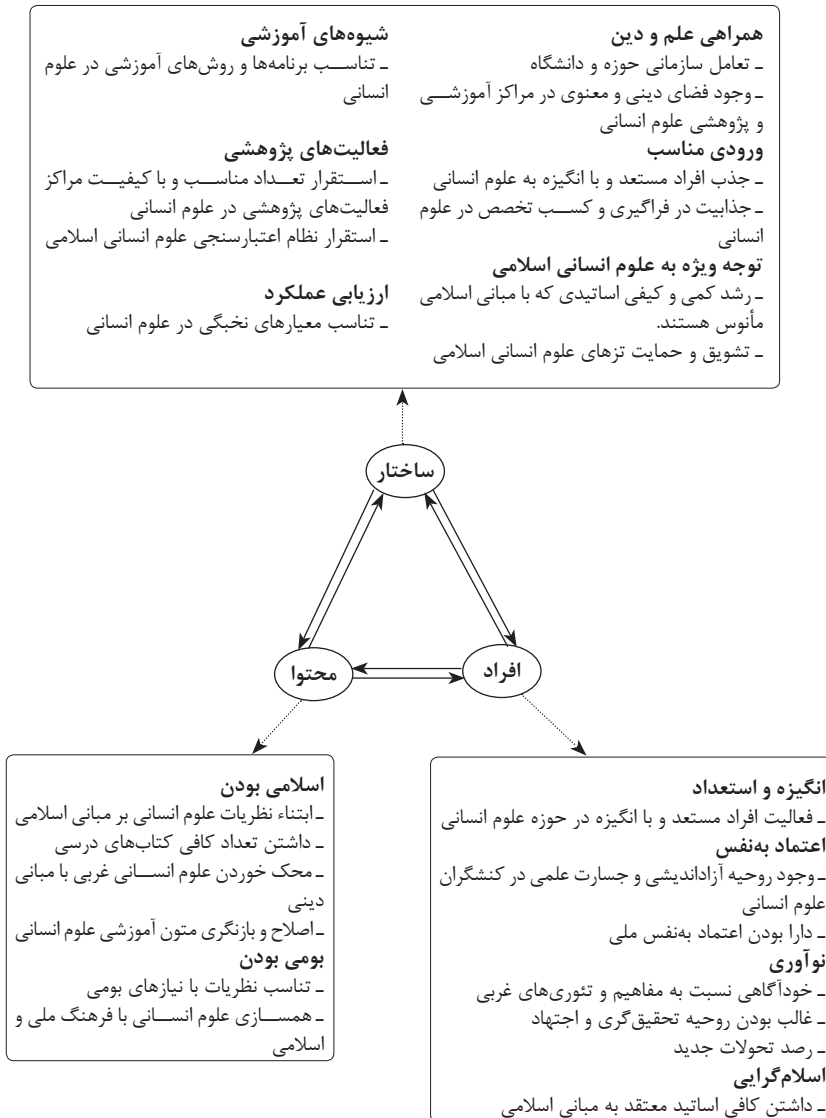 همراهی علم و دین
ـ تعامل سازمانی حوزه و دانشگاه
ـ وجود فضای دینی و معنوی در مراکز آموزشی
و پژوهشی علوم انسانی
ورودی مناسب
ـ جذب افراد مستعد و با انگیزه به علوم انسانی
ـ جذابیت در فراگیری و کسب تخصص در علوم
انسانی
توجه ویژه به علوم انسانی اسلامی
ـ رشد کمی و کیفی اساتیدی که با مبانی اسلامی
مأنوس هستند.
ـ تشویق و حمایت تزهای علوم انسانی اسلامی
شیوه‌های آموزشی
ـ تناسب برنامه‌ها و روش‌های آموزشی در علوم
انسانی
فعالیت‌های پژوهشی
ـ استقرار تعداد مناسب و با کیفیت مراکز
فعالیت‌های پژوهشی در علوم انسانی
ـ استقرار نظام اعتبارسنجی علوم انسانی اسلامی
ارزیابی عملکرد
ـ تناسب معیارهای نخبگی در علوم انسانی
ساختار
افراد
محتوا
انگیزه و استعداد
ـ فعالیت افراد مستعد و با انگیزه در حوزه علوم انسانی
اعتماد به‌نفس
ـ وجود روحیه آزاداندیشی و جسارت علمی در کنشگران
علوم انسانی
ـ دارا بودن اعتماد به‌نفس ملی
نوآوری
ـ خودآگاهی نسبت به مفاهیم و تئوری‌های غربی
ـ غالب بودن روحیه تحقیق‌گری و اجتهاد
ـ رصد تحولات جدید
اسلام‌گرایی
ـ داشتن کافی اساتید معتقد به مبانی اسلامی
اسلامی بودن
ـ ابتناء نظریات علوم انسانی بر مبانی اسلامی
ـ داشتن تعداد کافی کتاب‌های درسی
ـ محک خوردن علوم انسانی غربی با مبانی
دینی
ـ اصلاح و بازنگری متون آموزشی علوم انسانی
بومی بودن
ـ تناسب نظریات با نیازهای بومی
ـ همسازی علوم انسانی با فرهنگ ملی و
اسلامی